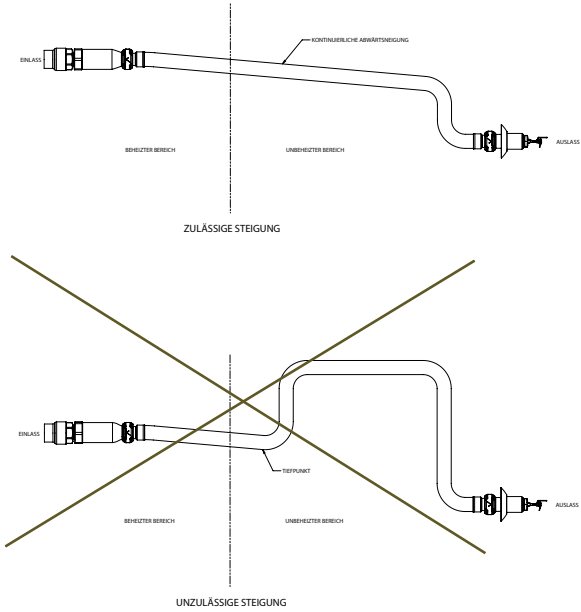 KONTINUIERLICHE ABWÄRTSNEIGUNG
EINLASS
AUSLASS
BEHEIZTER BEREICH
UNBEHEIZTER BEREICH
ZULÄSSIGE STEIGUNG
EINLASS
TIEFPUNKT
AUSLASS
BEHEIZTER BEREICH
UNBEHEIZTER BEREICH
UNZULÄSSIGE STEIGUNG